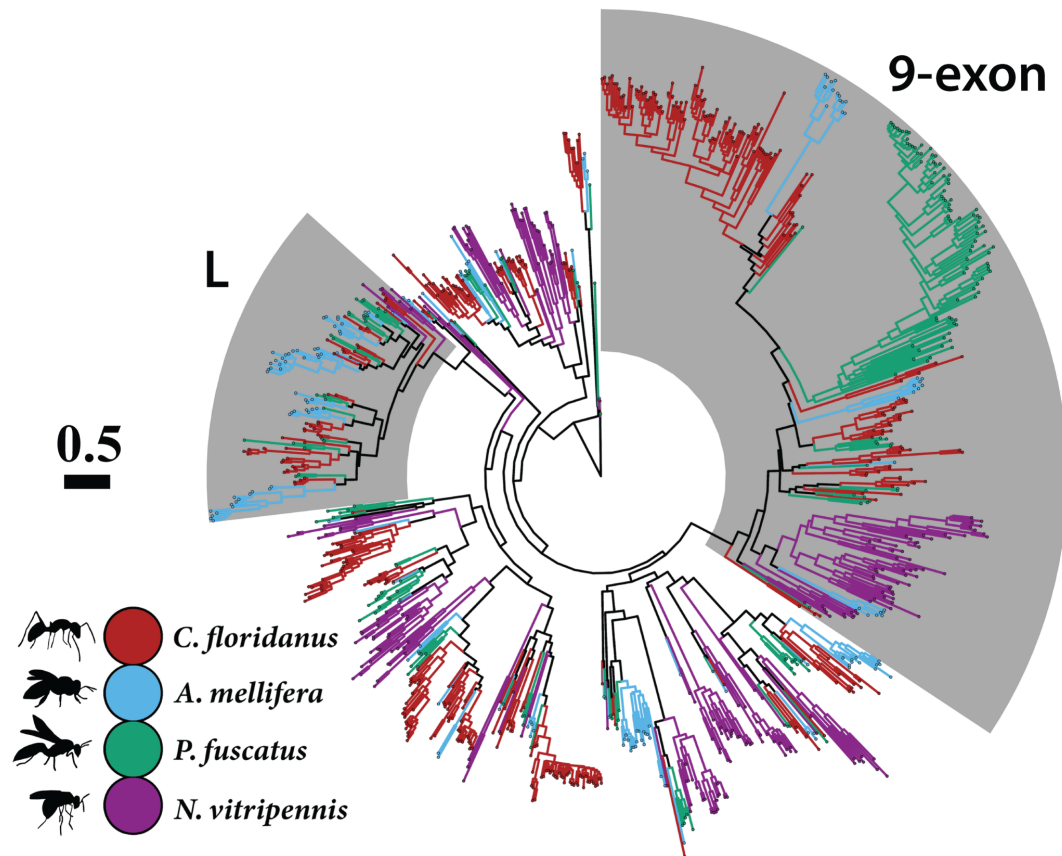 9-exon
L
0.5
C. floridanus
A. mellifera
P. fuscatus
N. vitripennis